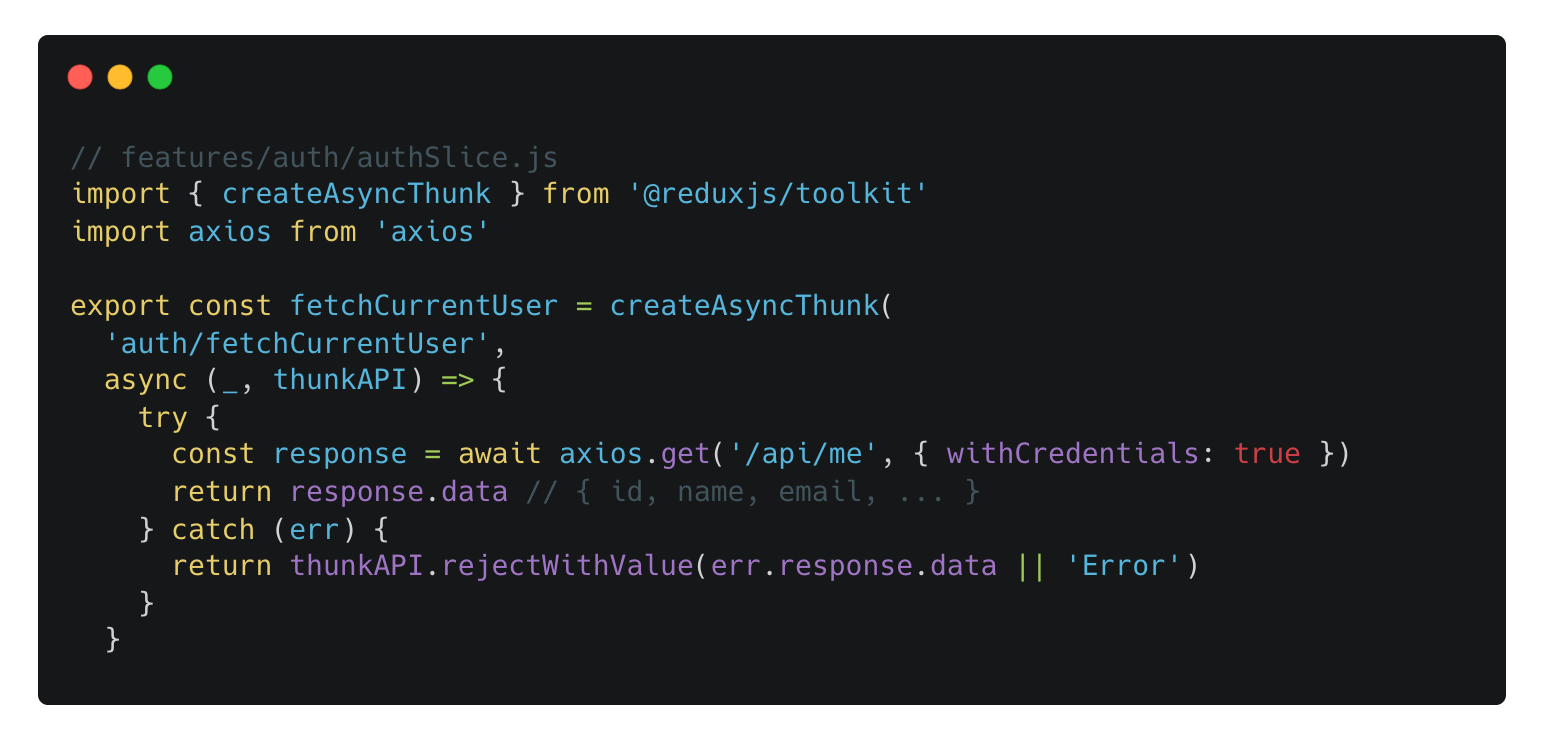 // features/auth/authSlice.js
import { createAsyncThunk } from '@reduxjs/toolkit'
import axios from 'axios'

export const fetchCurrentUser = createAsyncThunk(
  'auth/fetchCurrentUser',
  async (_, thunkAPI) => {
    try {
      const response = await axios.get('/api/me', { withCredentials: true })
      return response.data // { id, name, email, ... }
    } catch (err) {
      return thunkAPI.rejectWithValue(err.response.data || 'Error')
    }
  }